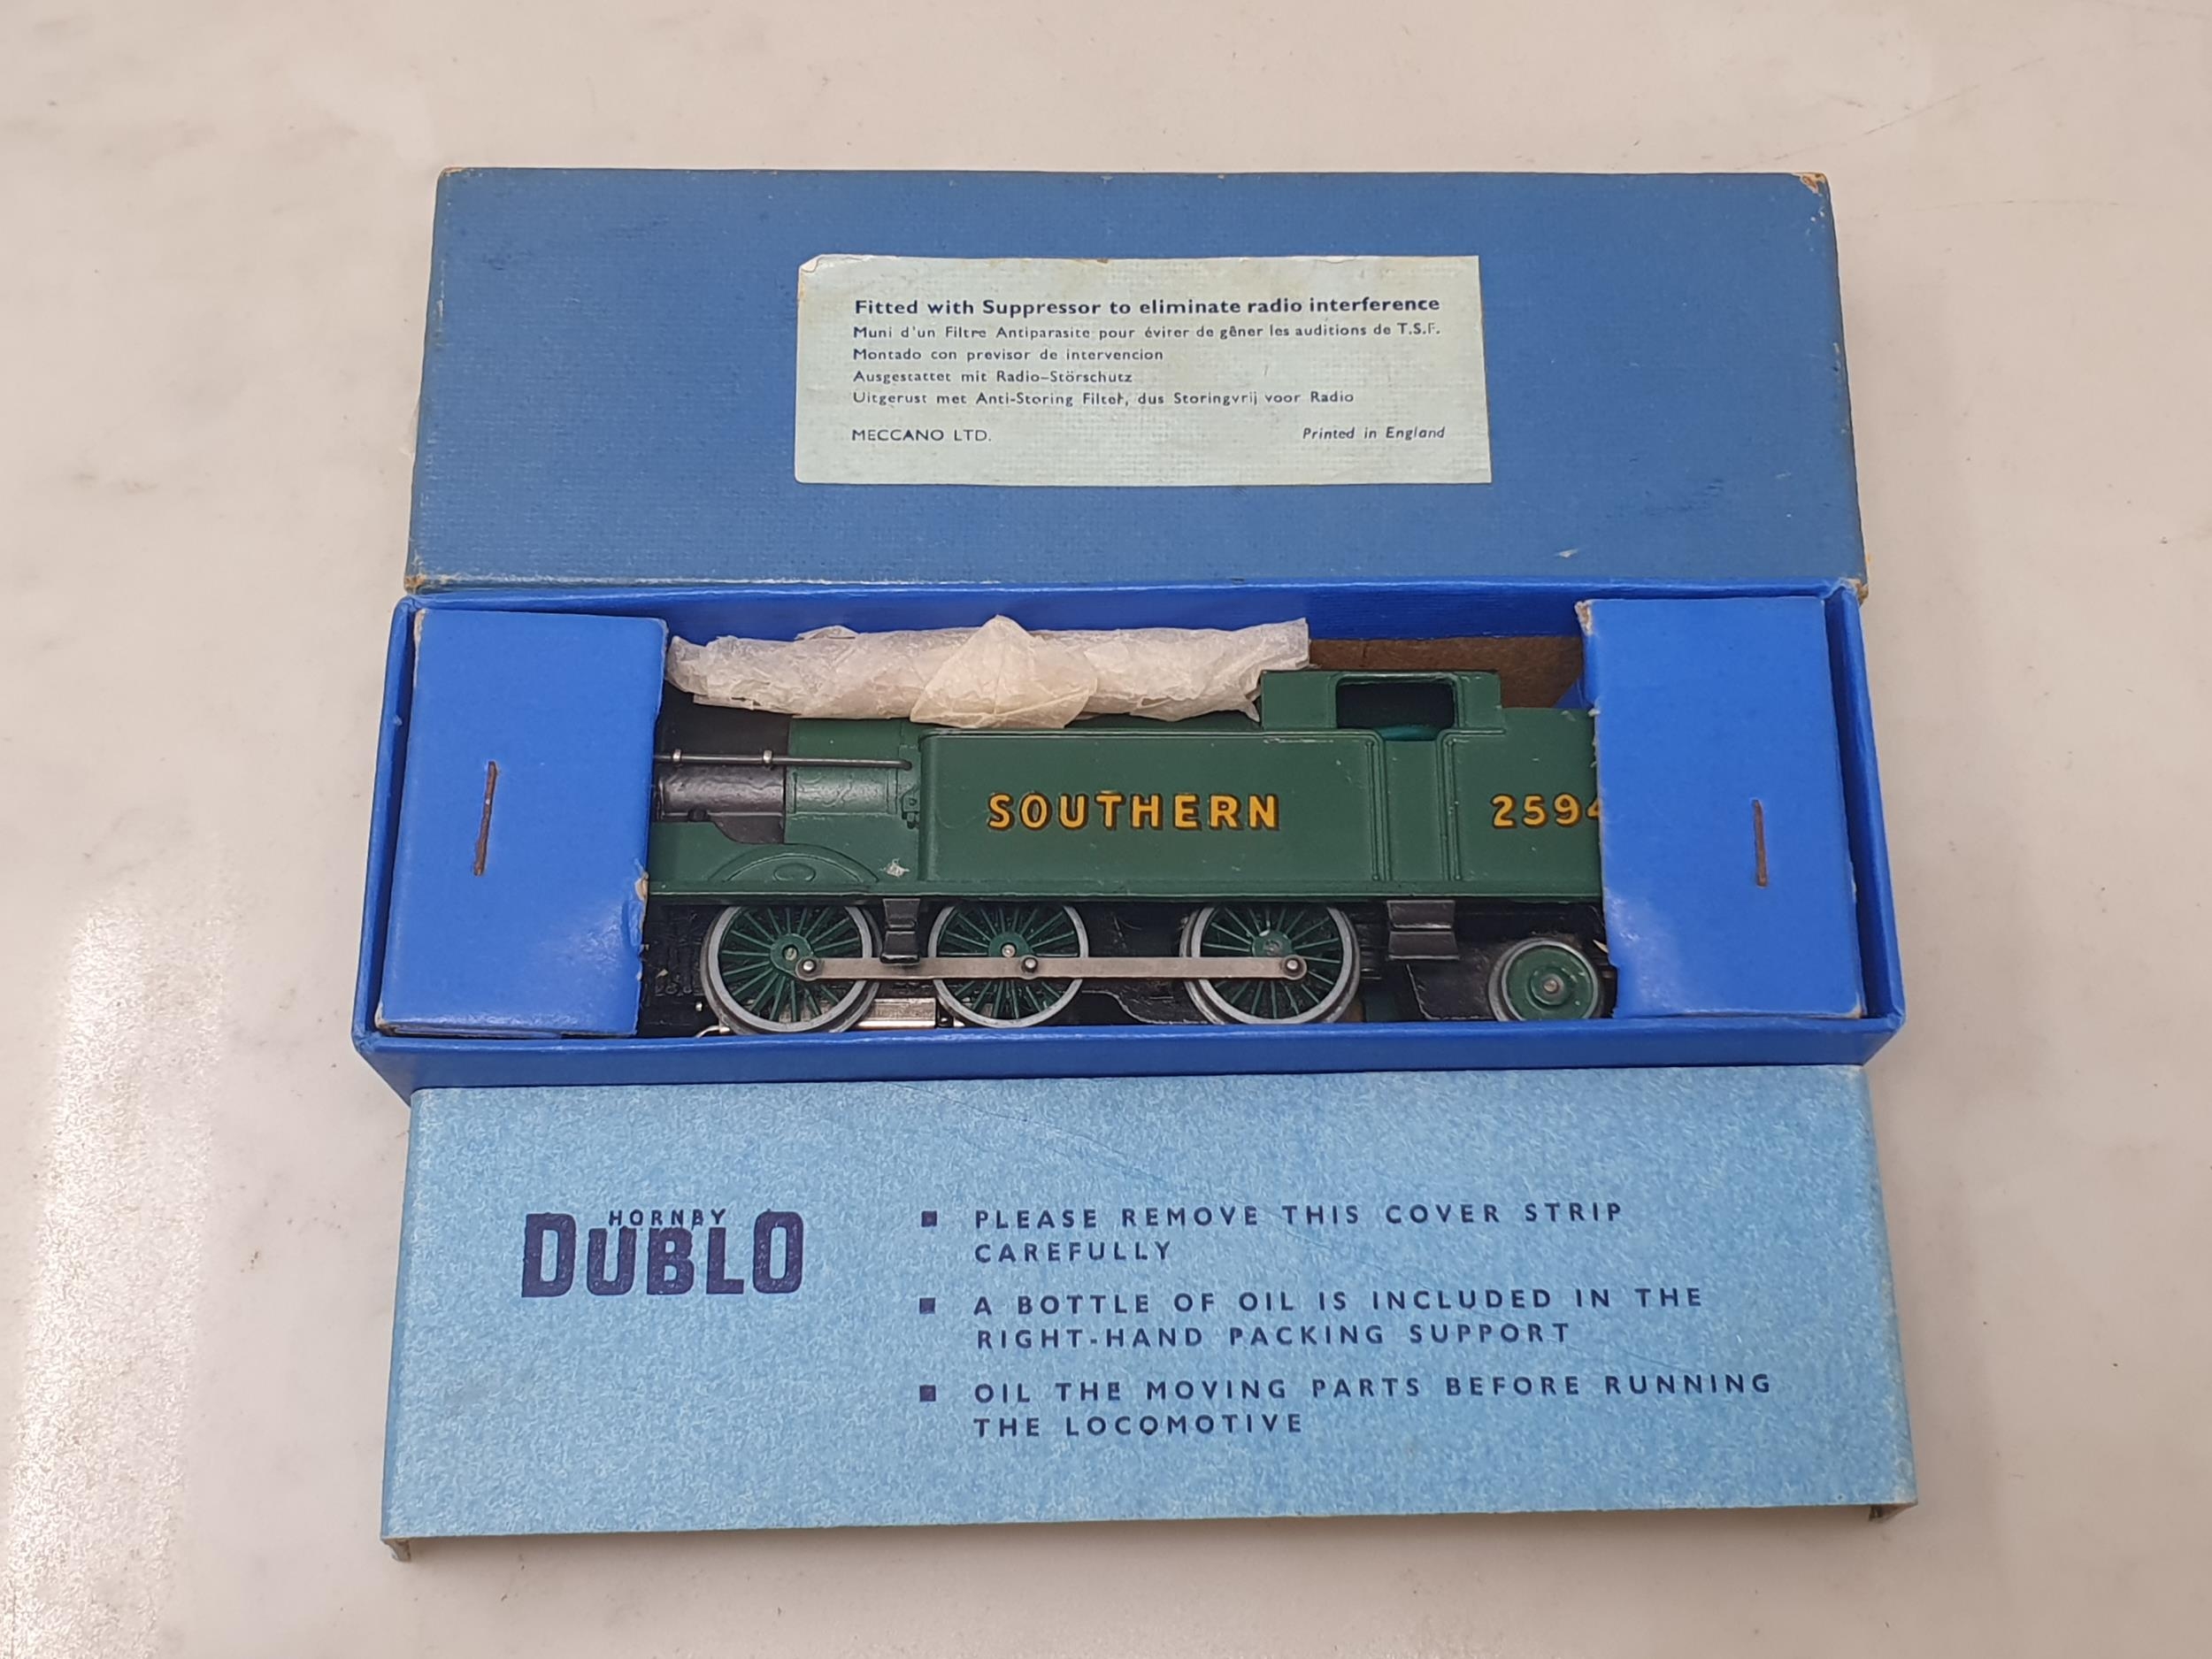 Fitted with Suppressor to eliminate radio interference
Muni d'un Filtre Antiparasite pour éviter de gêner les auditions de T.S.F.
Montado con previsor de intervencion
Ausgestattet mit Radio-Störschutz
Uitgerust met Anti-Storing Filter, dus Storingvrij voor Radio
MECCANO LTD. Printed in England
SOUTHERN 2594
HORNBY
DUBLO
■ PLEASE REMOVE THIS COVER STRIP
CAREFULLY
■ A BOTTLE OF OIL IS INCLUDED IN THE
RIGHT-HAND PACKING SUPPORT
■ OIL THE MOVING PARTS BEFORE RUNNING
THE LOCOMOTIVE